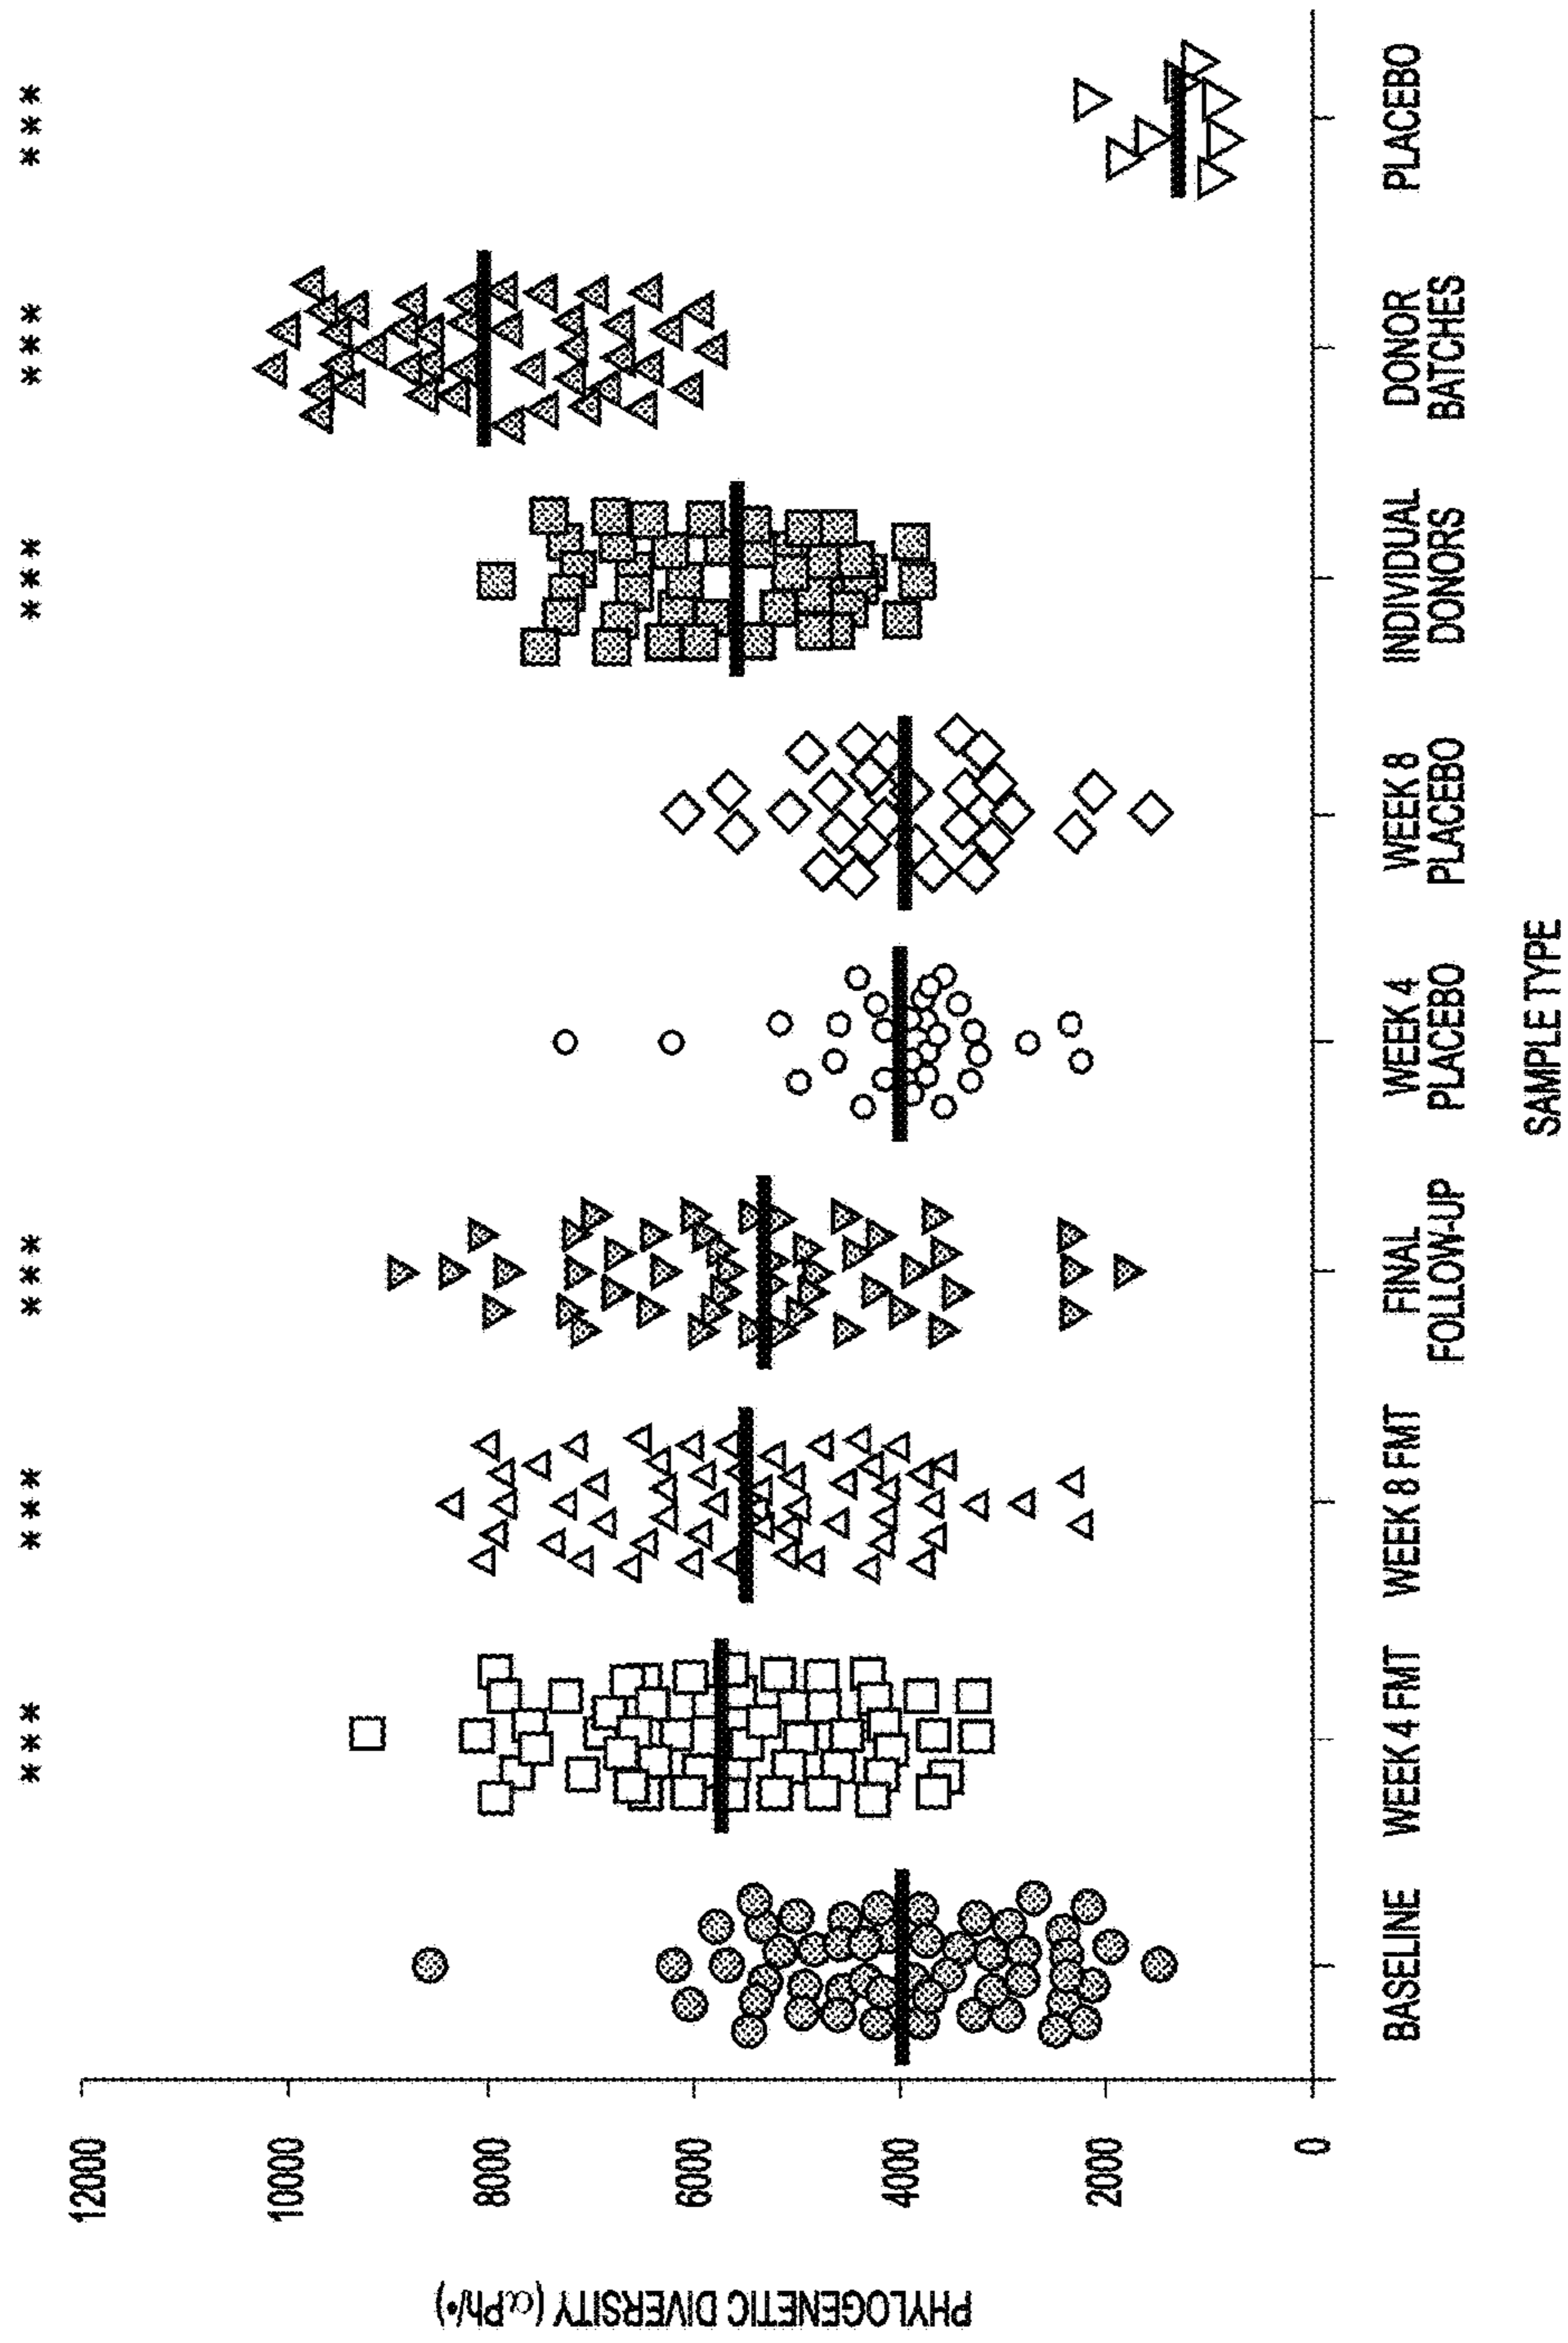 ***
***
***
***
***
***
12000
10000
8000
6000
4000
2000
0
PHYLOGENETIC DIVERSITY (αPh/•)
BASELINE
WEEK 4 FMT
WEEK 8 FMT
FINAL
FOLLOW-UP
WEEK 4
PLACEBO
WEEK 8
PLACEBO
INDIVIDUAL
DONORS
DONOR
BATCHES
PLACEBO
SAMPLE TYPE